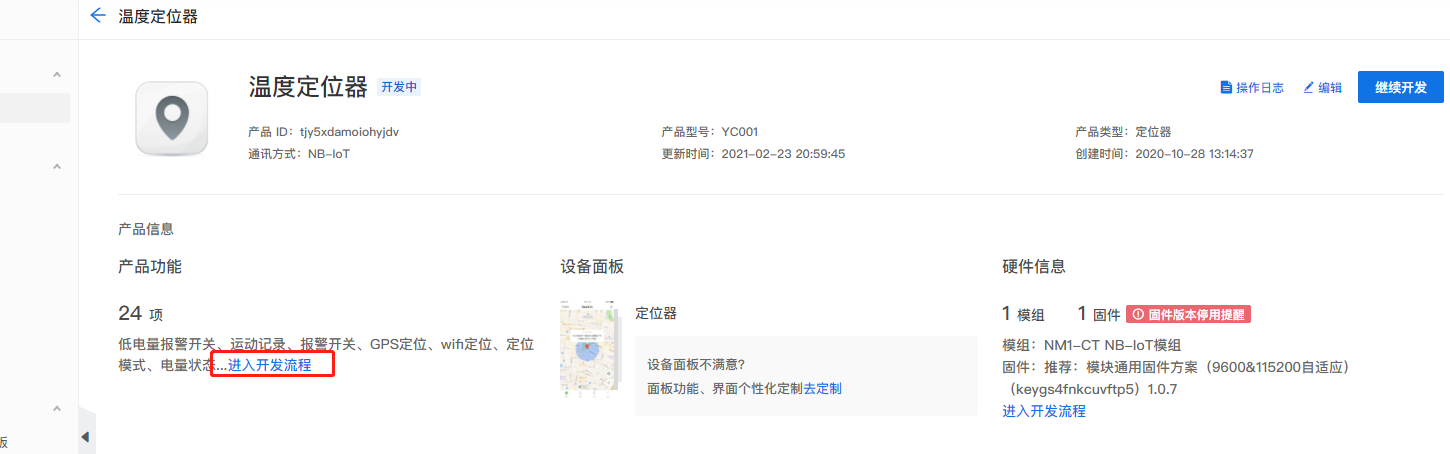 温度定位器
温度定位器 开发中
操作日志 编辑 继续开发
产品 ID：tjy5xdamoiohyjdv 产品型号：YC001 产品类型：定位器
通讯方式：NB-IoT 更新时间：2021-02-23 20:59:45 创建时间：2020-10-28 13:14:37
产品信息
产品功能
24 项
低电量报警开关、运动记录、报警开关、GPS定位、wifi定位、定位
模式、电量状态...进入开发流程
设备面板
定位器
设备面板不满意?
面板功能、界面个性化定制去定制
硬件信息
1 模组 1 固件 固件版本停用提醒
模组：NM1-CT NB-IoT模组
固件：推荐：模块通用固件方案（9600&115200自适应）
（keygs4fnkcuvftp5）1.0.7
进入开发流程
板